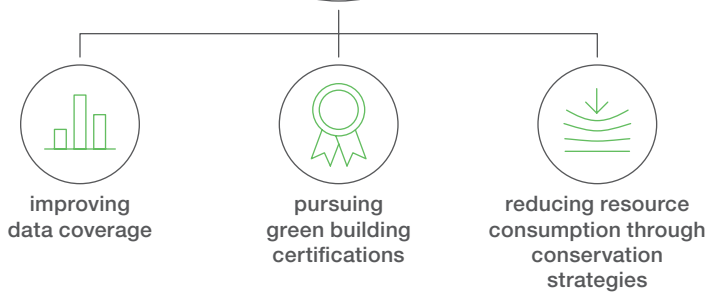 improving
data coverage
pursuing
green building
certifications
reducing resource
consumption through
conservation
strategies